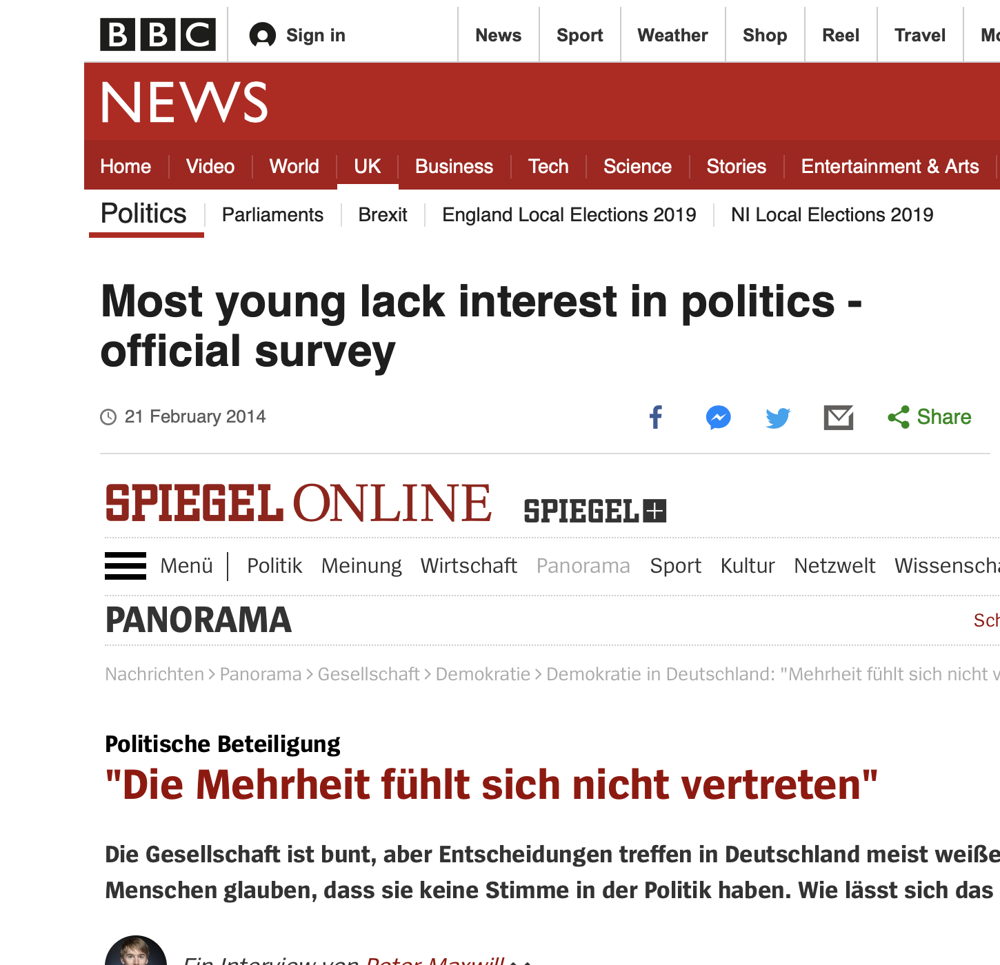 BBC Sign in News Sport Weather Shop Reel Travel
NEWS
Home Video World UK Business Tech Science Stories Entertainment & Arts
Politics Parliaments Brexit England Local Elections 2019 NI Local Elections 2019
Most young lack interest in politics -
official survey
21 February 2014 Share
SPIEGEL ONLINE SPIEGEL+
Menü Politik Meinung Wirtschaft Panorama Sport Kultur Netzwelt
PANORAMA
Nachrichten > Panorama > Gesellschaft > Demokratie > Demokratie in Deutschland: "Mehrheit fühlt sich nicht
Politische Beteiligung
"Die Mehrheit fühlt sich nicht vertreten"
Die Gesellschaft ist bunt, aber Entscheidungen treffen in Deutschland meist weiße
Menschen glauben, dass sie keine Stimme in der Politik haben. Wie lässt sich das
Ein Interview von Peter Maxwill